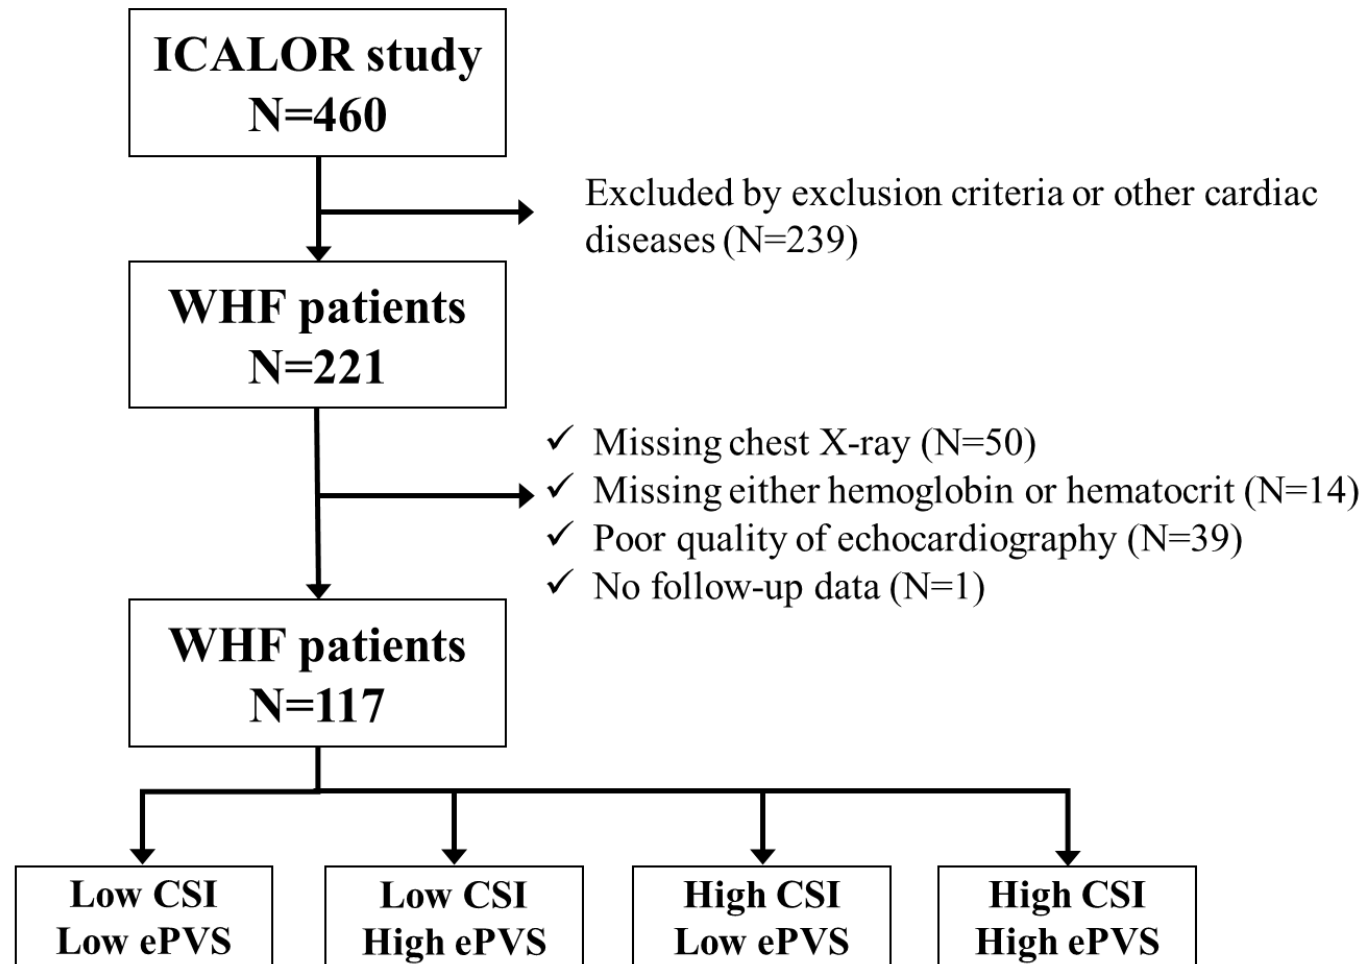 ICALOR study
N=460
Excluded by exclusion criteria or other cardiac
diseases (N=239)
WHF patients
N=221
✓ Missing chest X-ray (N=50)
✓ Missing either hemoglobin or hematocrit (N=14)
✓ Poor quality of echocardiography (N=39)
✓ No follow-up data (N=1)
WHF patients
N=117
Low CSI
Low ePVS
Low CSI
High ePVS
High CSI
Low ePVS
High CSI
High ePVS